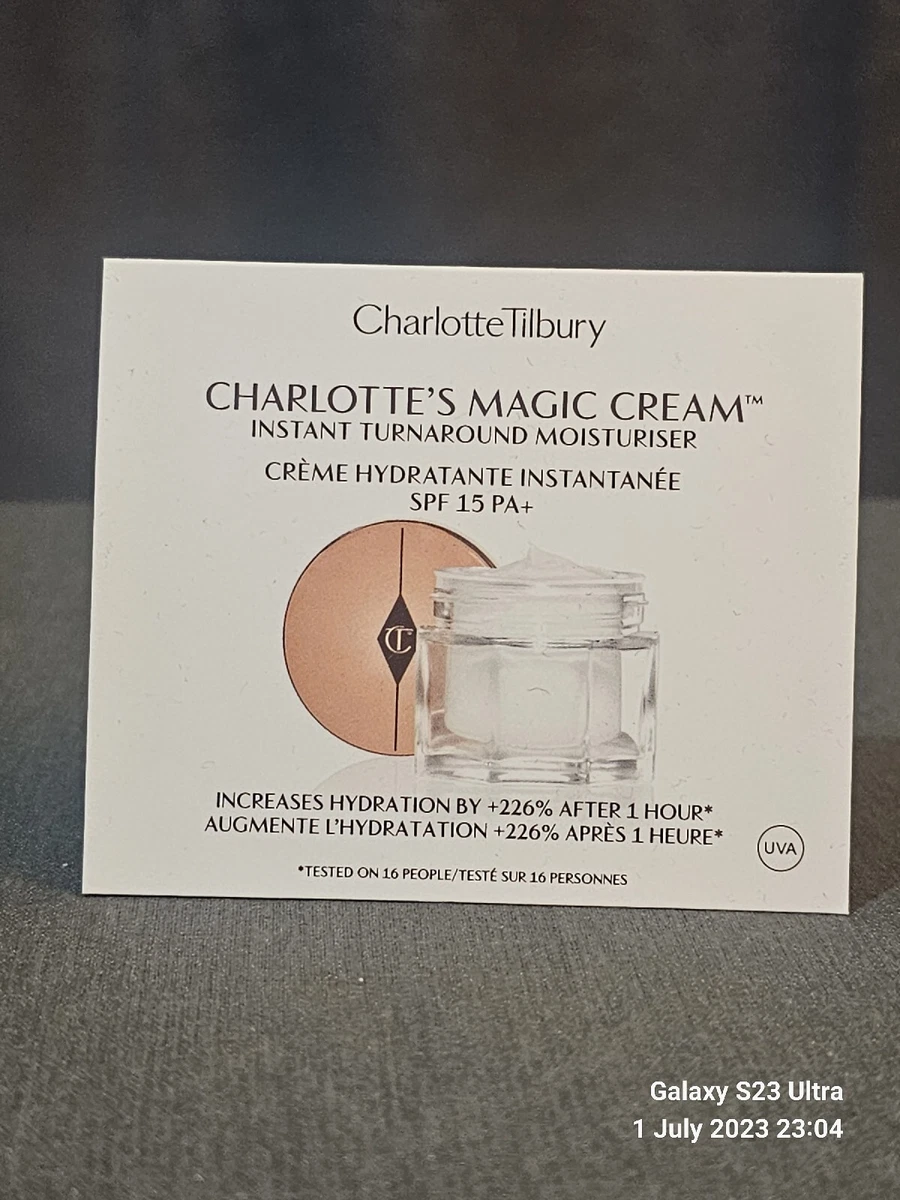 CharlotteTilbury
CHARLOTTE'S MAGIC CREAM™
INSTANT TURNAROUND MOISTURISER
CRÈME HYDRATANTE INSTANTANÉE
SPF 15 PA+
CT
INCREASES HYDRATION BY +226% AFTER 1 HOUR*
AUGMENTE L'HYDRATATION +226% APRÈS 1 HEURE*
UVA
*TESTED ON 16 PEOPLE/TESTÉ SUR 16 PERSONNES
Galaxy S23 Ultra
1 July 2023 23:04